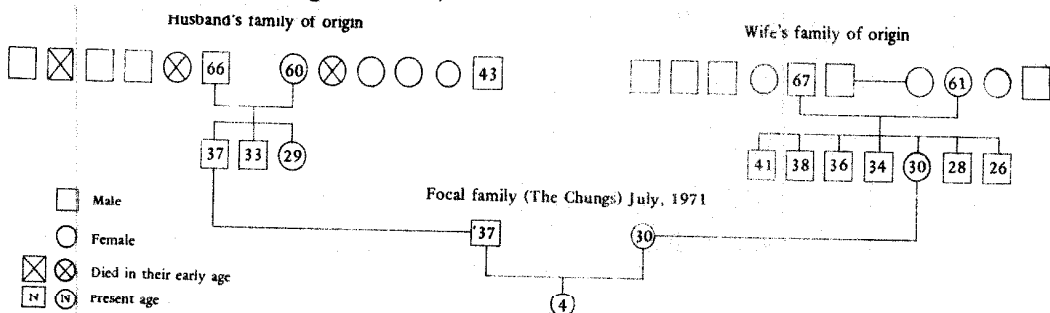 Husband's family of origin
Wife's family of origin
66 60 43 67 61
37 33 29 41 38 36 34 30 28 26
Focal family (The Chungs) July, 1971
Male
37 30
Female
Died in their early age
N N Present age
4